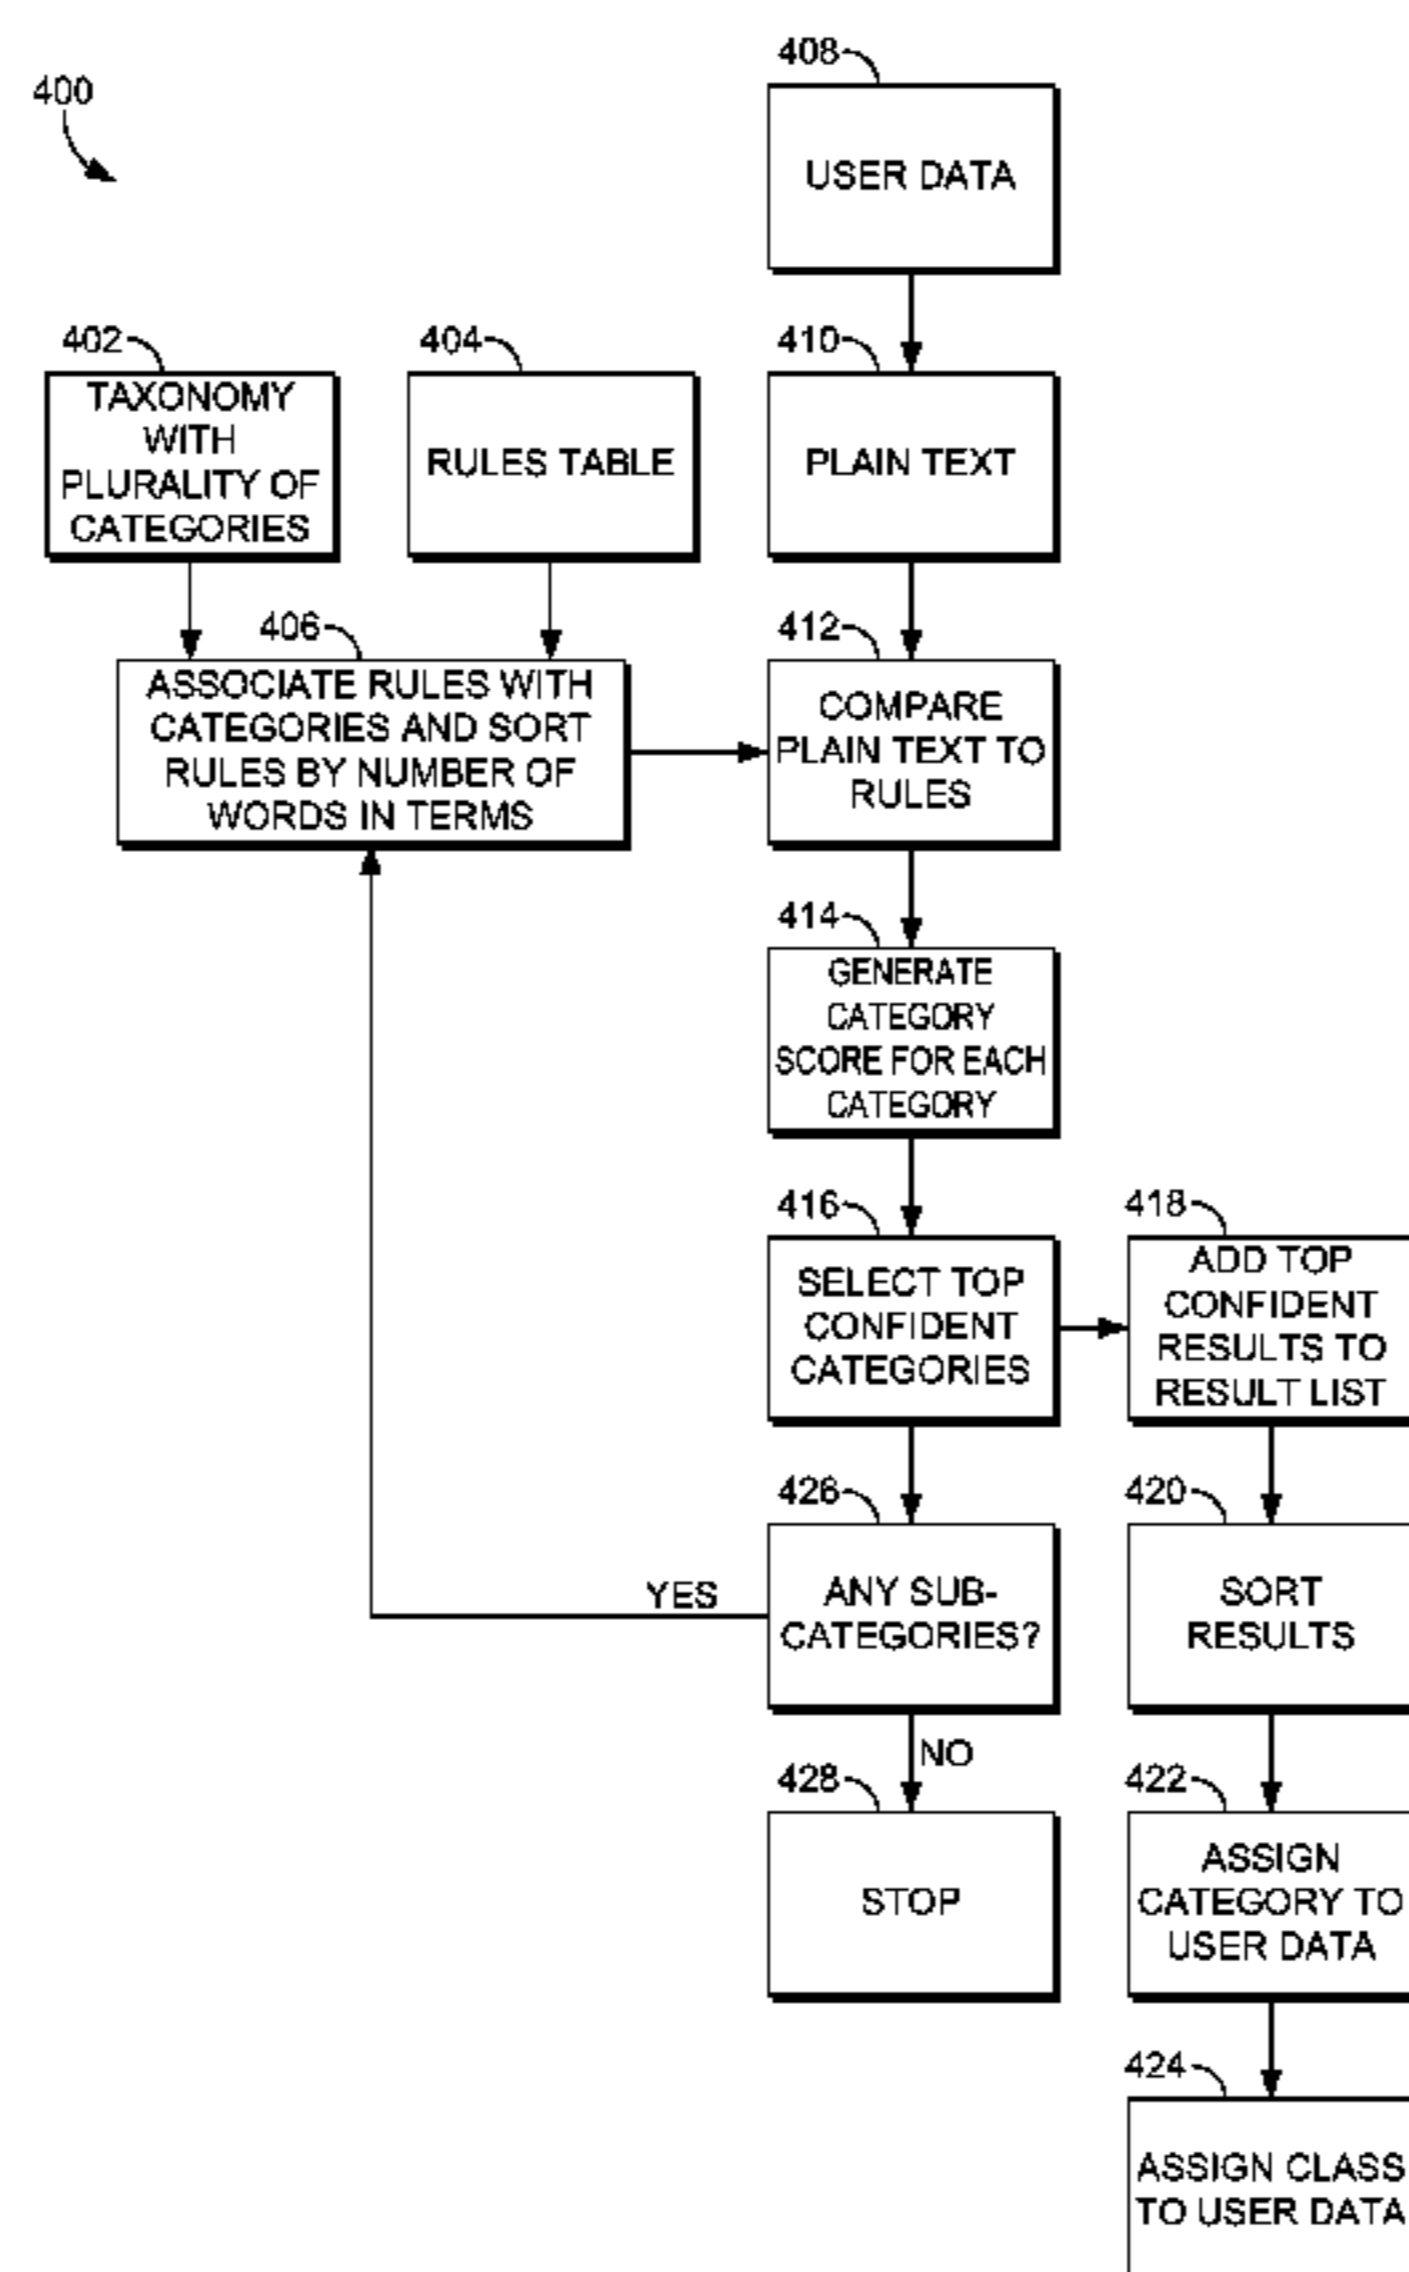 400
408
USER DATA
402
TAXONOMY
WITH
PLURALITY OF
CATEGORIES
404
RULES TABLE
410
PLAIN TEXT
406
ASSOCIATE RULES WITH
CATEGORIES AND SORT
RULES BY NUMBER OF
WORDS IN TERMS
412
COMPARE
PLAIN TEXT TO
RULES
414
GENERATE
CATEGORY
SCORE FOR EACH
CATEGORY
416
SELECT TOP
CONFIDENT
CATEGORIES
418
ADD TOP
CONFIDENT
RESULTS TO
RESULT LIST
426
ANY SUB-
CATEGORIES?
YES
NO
420
SORT
RESULTS
428
STOP
422
ASSIGN
CATEGORY TO
USER DATA
424
ASSIGN CLASS
TO USER DATA